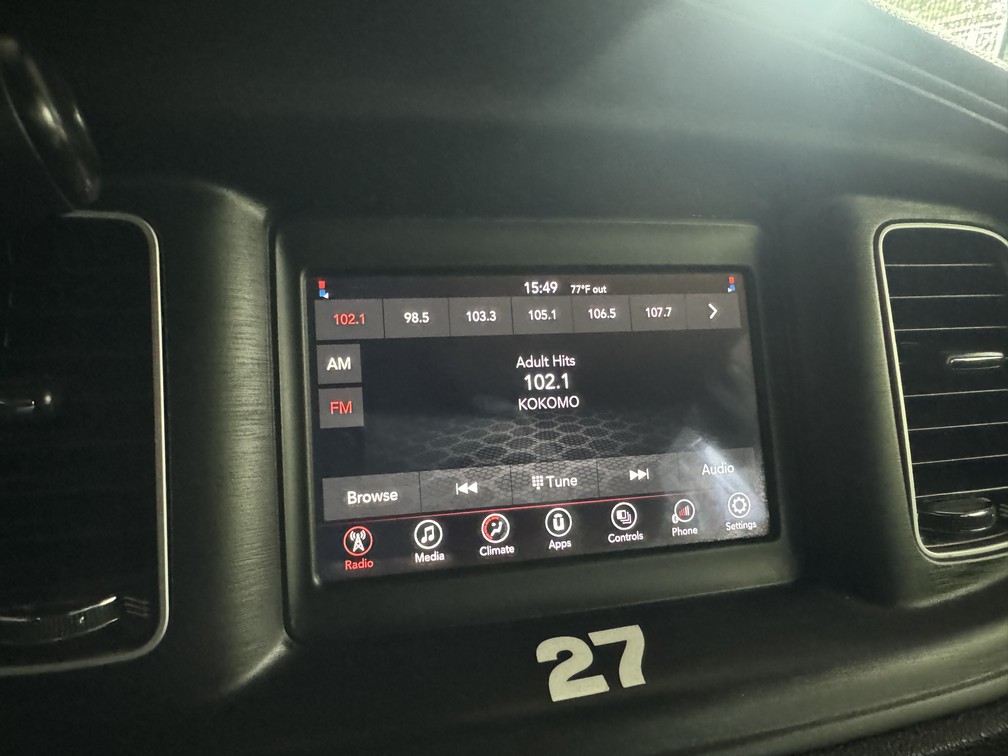 15:49 77°F out
102.1 98.5 103.3 105.1 106.5 107.7
AM
Adult Hits
102.1
FM
KOKOMO
Browse Tune Audio
Radio Media Climate Apps Controls Phone Settings
27